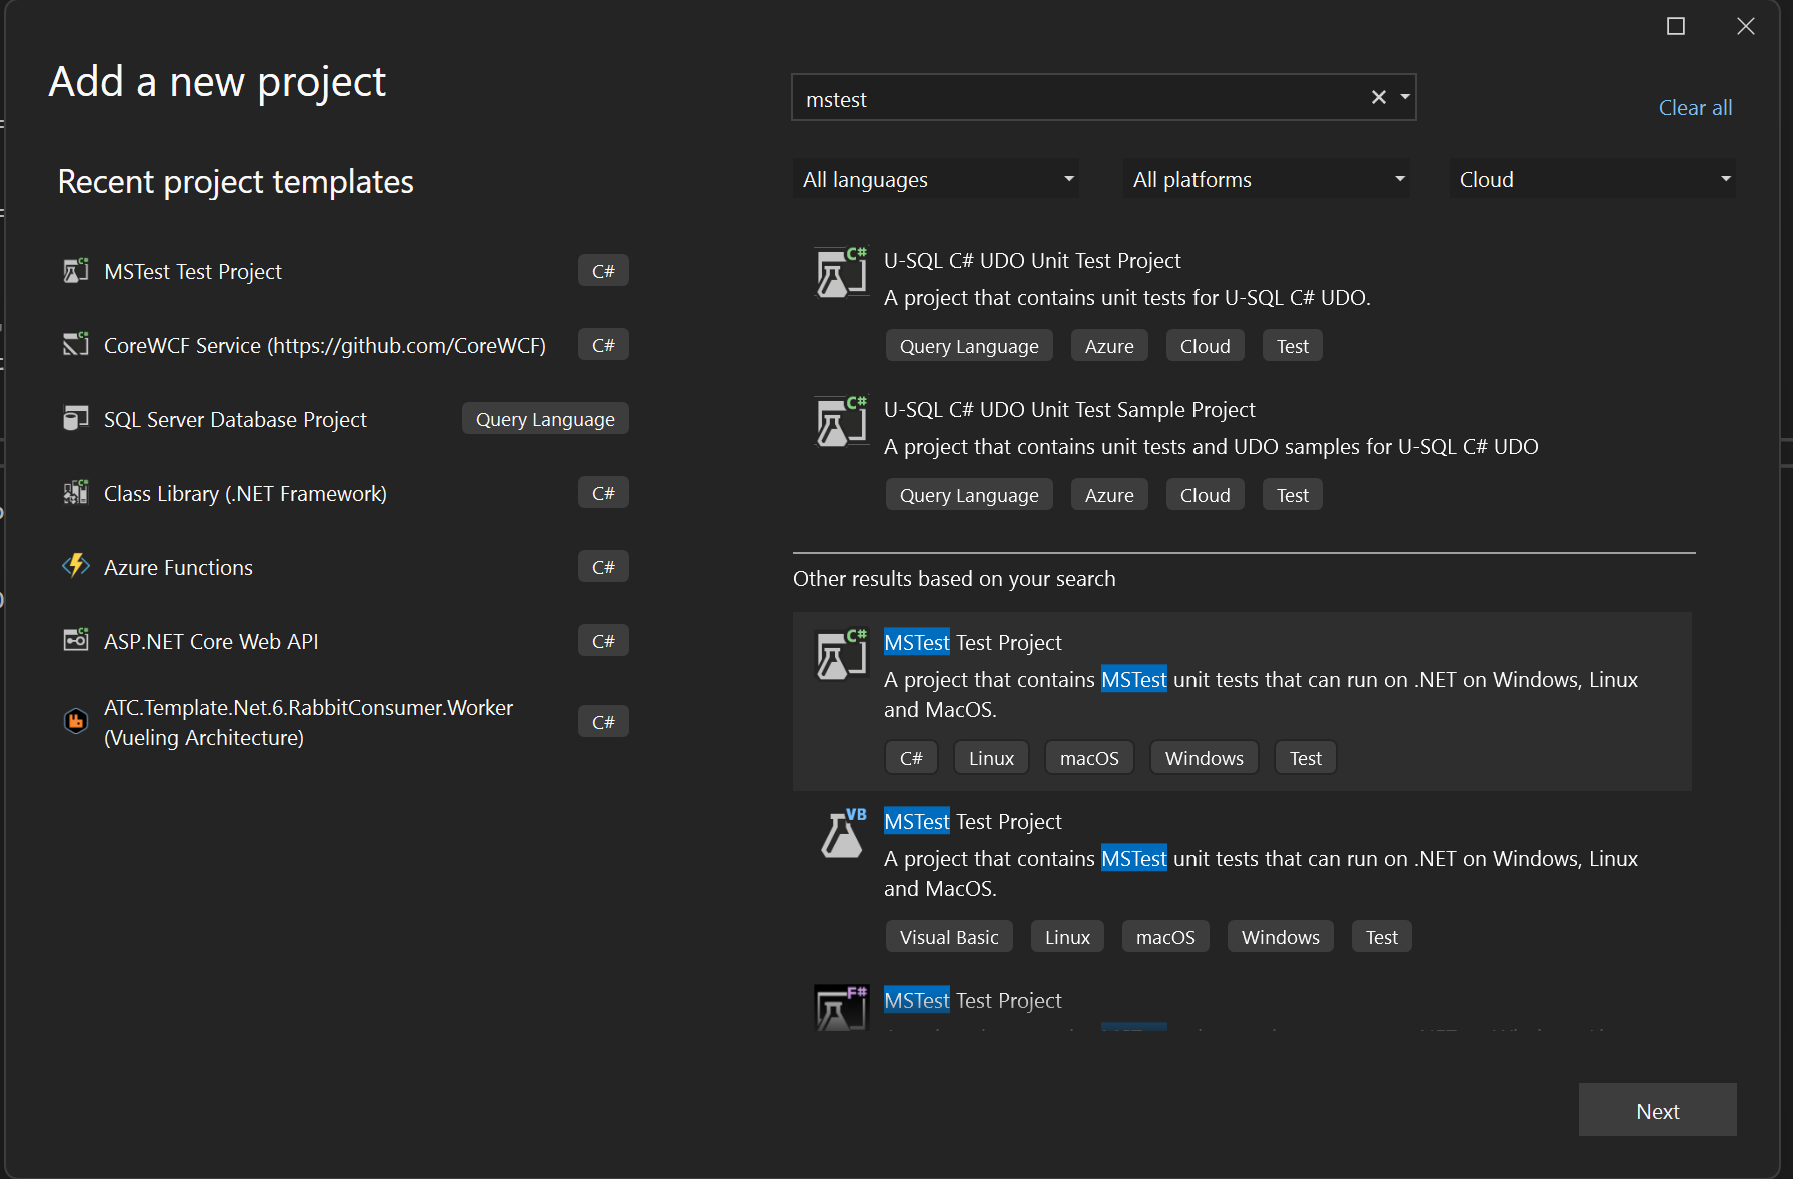 Add a new project
mstest
Clear all
Recent project templates
All languages
All platforms
Cloud
MSTest Test Project
C#
CoreWCF Service (https://github.com/CoreWCF)
C#
SQL Server Database Project
Query Language
Class Library (.NET Framework)
C#
Azure Functions
C#
ASP.NET Core Web API
C#
ATC.Template.Net.6.RabbitConsumer.Worker
(Vueling Architecture)
C#
C#
U-SQL C# UDO Unit Test Project
A project that contains unit tests for U-SQL C# UDO.
Query Language Azure Cloud Test
C#
U-SQL C# UDO Unit Test Sample Project
A project that contains unit tests and UDO samples for U-SQL C# UDO
Query Language Azure Cloud Test
Other results based on your search
C#
MSTest Test Project
A project that contains MSTest unit tests that can run on .NET on Windows, Linux
and MacOS.
C# Linux macOS Windows Test
VB
MSTest Test Project
A project that contains MSTest unit tests that can run on .NET on Windows, Linux
and MacOS.
Visual Basic Linux macOS Windows Test
F#
MSTest Test Project
Next